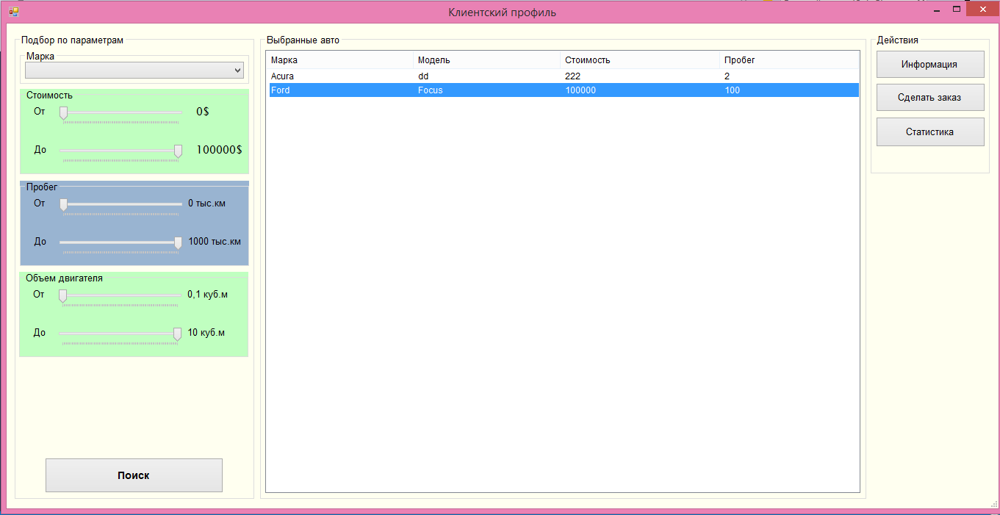 Клиентский профиль
Подбор по параметрам
Марка
Стоимость
От 0$
До 100000$
Пробег
От 0 тыс.км
До 1000 тыс.км
Объем двигателя
От 0,1 куб.м
До 10 куб.м
Поиск
Выбранные авто
Марка Модель Стоимость Пробег
Acura dd 222 2
Ford Focus 100000 100
Действия
Информация
Сделать заказ
Статистика